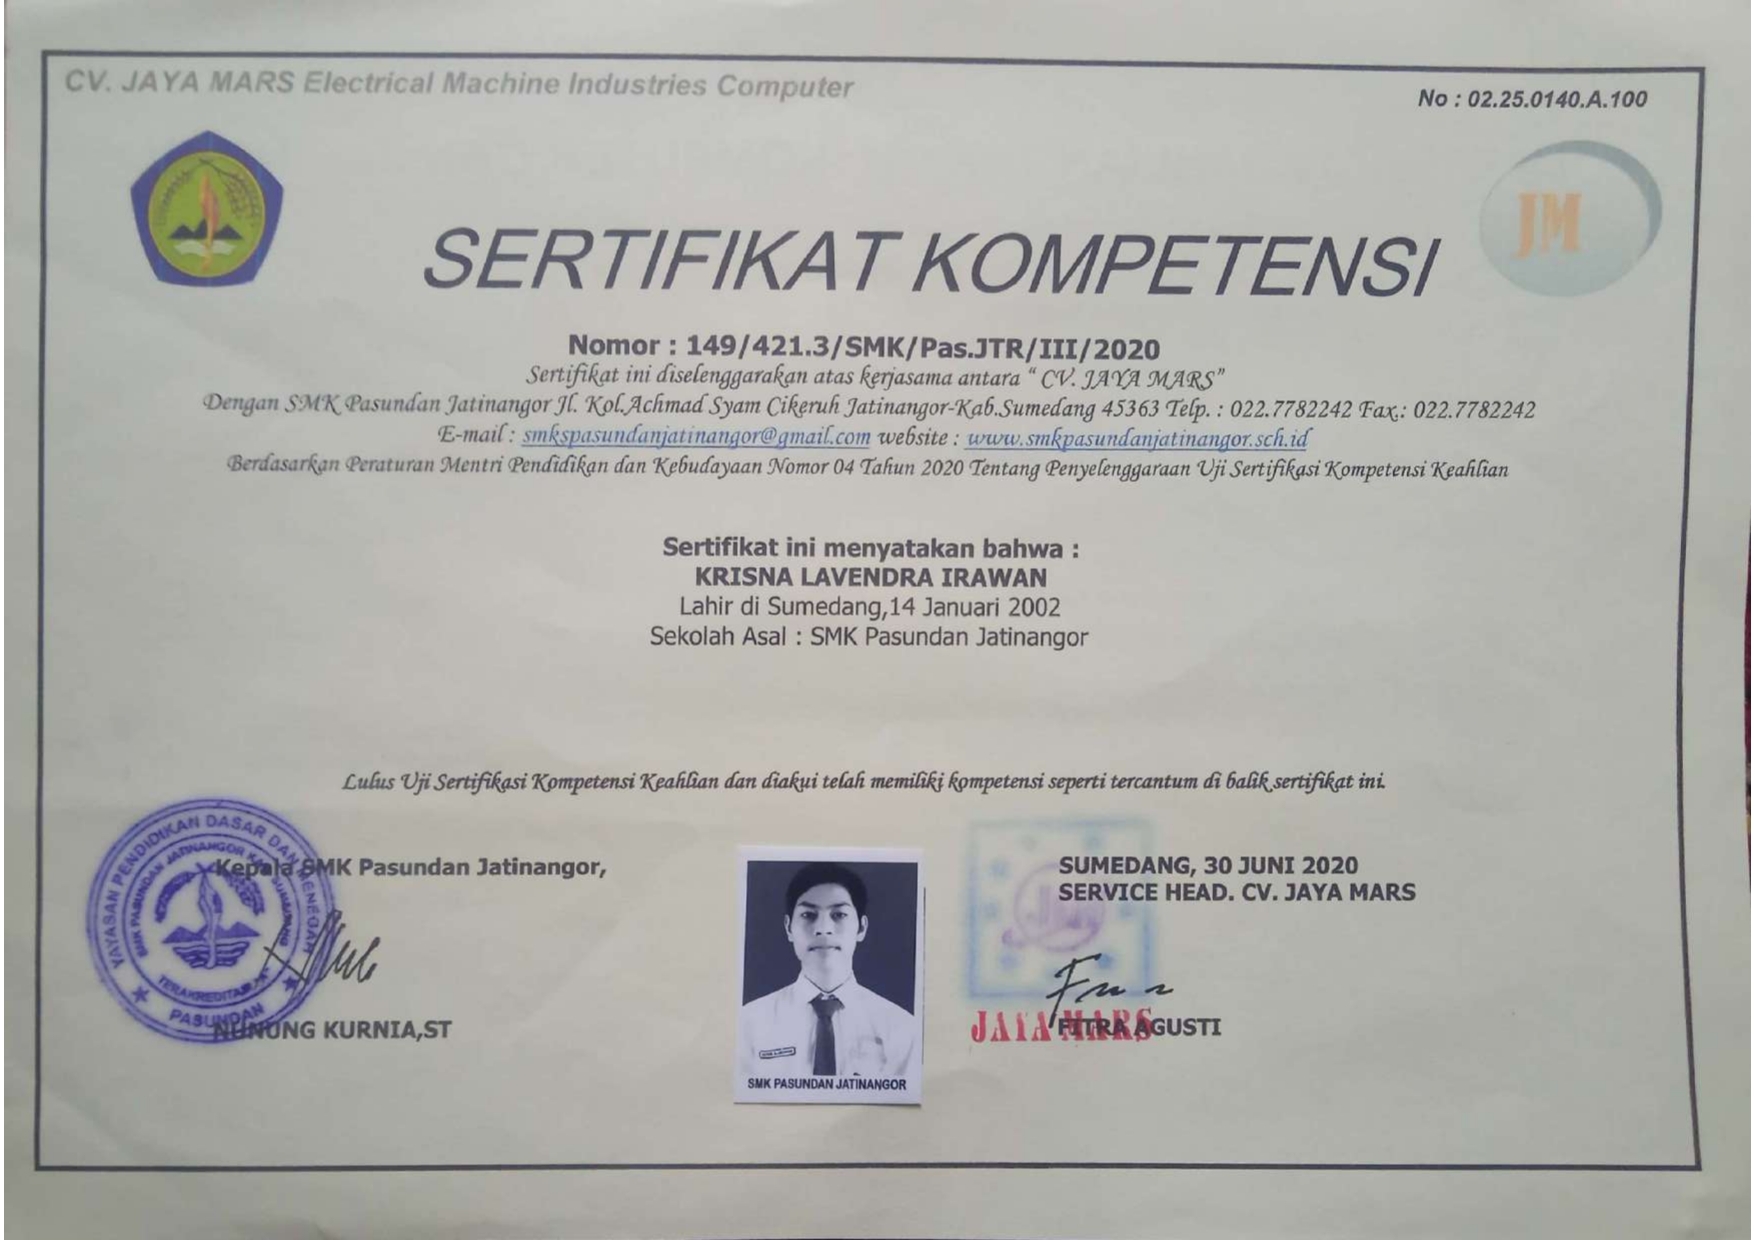 CV. JAYA MARS Electrical Machine Industries Computer
No : 02.25.0140.A.100
JM
SERTIFIKAT KOMPETENSI
Nomor : 149/421.3/SMK/Pas.JTR/III/2020
Sertifikat ini diselenggarakan atas kerjasama antara “ CV. JAYA MARS”
Dengan SMK Pasundan Jatinangor Jl. Kol.Achmad Syam Cikeruh Jatinangor-Kab.Sumedang 45363 Telp. : 022.7782242 Fax.: 022.7782242
E-mail : smkspasundanjatinangor@gmail.com website : www.smkpasundanjatinangor.sch.id
Berdasarkan Peraturan Mentri Pendidikan dan Kebudayaan Nomor 04 Tahun 2020 Tentang Penyelenggaraan Uji Sertifikasi Kompetensi Keahlian
Sertifikat ini menyatakan bahwa :
KRISNA LAVENDRA IRAWAN
Lahir di Sumedang,14 Januari 2002
Sekolah Asal : SMK Pasundan Jatinangor
Lulus Uji Sertifikasi Kompetensi Keahlian dan diakui telah memiliki kompetensi seperti tercantum di balik sertifikat ini.
YAYASAN PENDIDIKAN DASAR DAN MENENGAH
SMK PASUNDAN JATINANGOR KAB. SUMEDANG
PASUNDAN
Kepala SMK Pasundan Jatinangor,
NUNUNG KURNIA,ST
SMK PASUNDAN JATINANGOR
SUMEDANG, 30 JUNI 2020
SERVICE HEAD. CV. JAYA MARS
JAYA MARS
FITRA AGUSTI